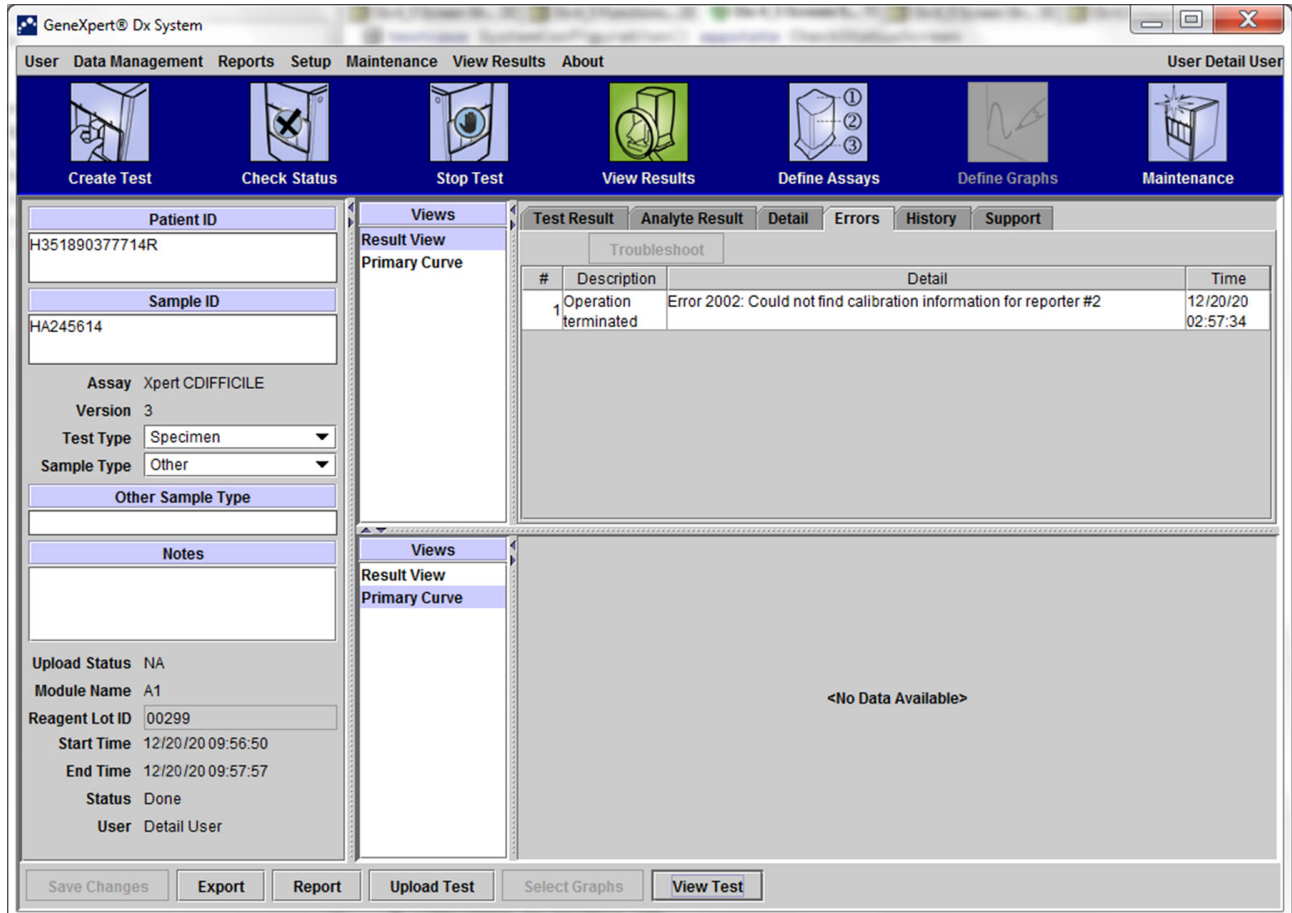 GeneXpert® Dx System
User Data Management Reports Setup Maintenance View Results About User Detail User
Create Test Check Status Stop Test View Results Define Assays Define Graphs Maintenance
Patient ID
H351890377714R
Sample ID
HA245614
Assay Xpert CDIFFICILE
Version 3
Test Type Specimen
Sample Type Other
Other Sample Type
Notes
Upload Status NA
Module Name A1
Reagent Lot ID 00299
Start Time 12/20/20 09:56:50
End Time 12/20/20 09:57:57
Status Done
User Detail User
Views
Result View
Primary Curve
Test Result Analyte Result Detail Errors History Support
Troubleshoot
# Description Detail Time
1 Operation terminated Error 2002: Could not find calibration information for reporter #2 12/20/20 02:57:34
Views
Result View
Primary Curve
<No Data Available>
Save Changes Export Report Upload Test Select Graphs View Test